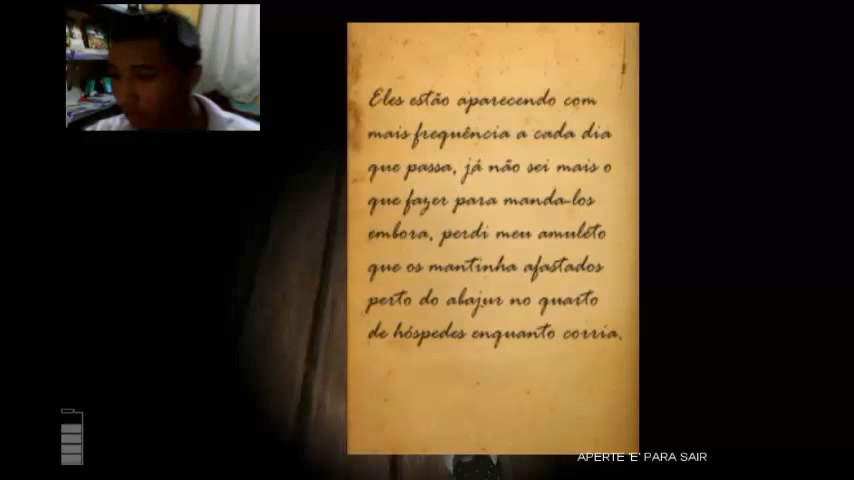 Eles estão aparecendo com
mais frequência a cada dia
que passa, já não sei mais o
que fazer para manda-los
embora, perdi meu amuleto
que os mantinha afastados
perto do abajur no quarto
de hóspedes enquanto corria.
APERTE 'E' PARA SAIR